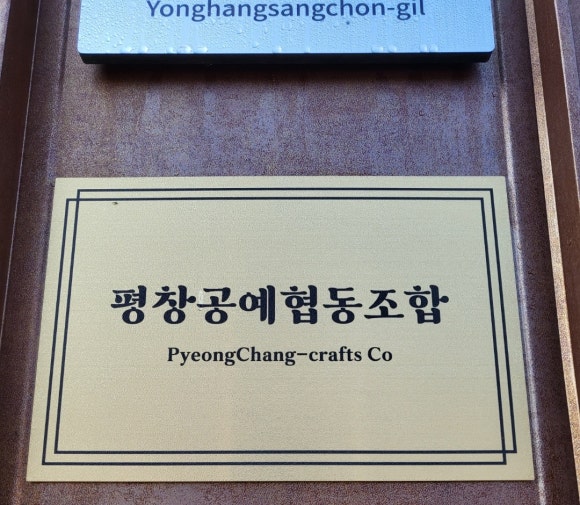 Yonghangsangchon-gil
평창공예협동조합
PyeongChang-crafts Co